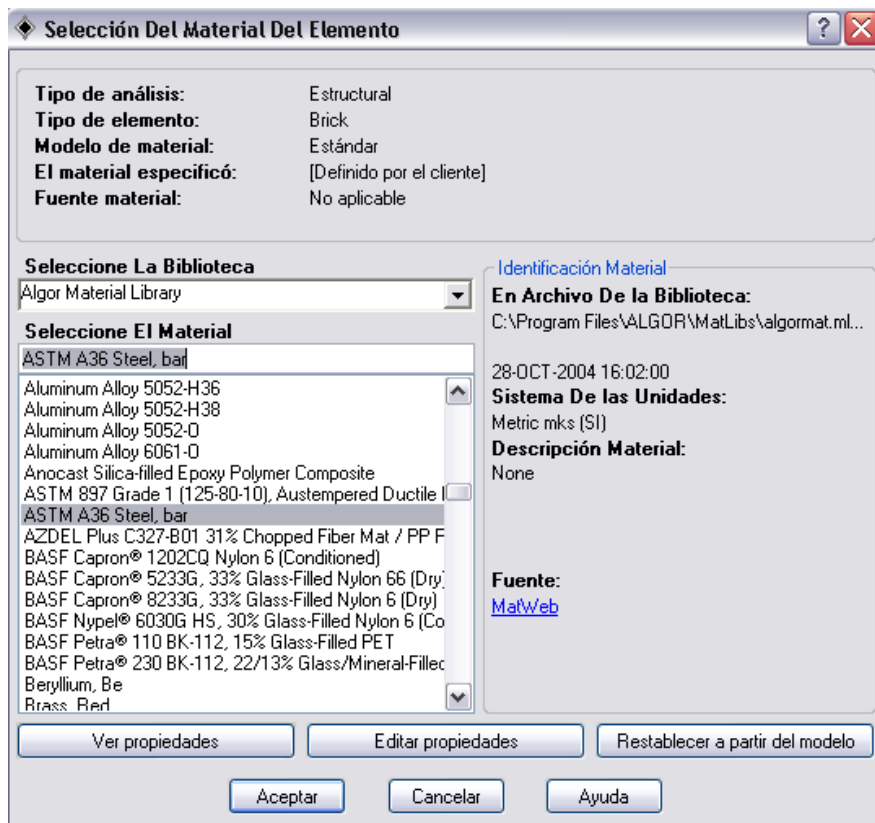 Selección Del Material Del Elemento
Tipo de análisis: Estructural
Tipo de elemento: Brick
Modelo de material: Estándar
El material especificó: [Definido por el cliente]
Fuente material: No aplicable
Seleccione La Biblioteca
Algor Material Library
Seleccione El Material
ASTM A36 Steel, bar
Aluminum Alloy 5052-H36
Aluminum Alloy 5052-H38
Aluminum Alloy 5052-O
Aluminum Alloy 6061-O
Anocast Silica-filled Epoxy Polymer Composite
ASTM 897 Grade 1 (125-80-10), Austempered Ductile I
ASTM A36 Steel, bar
AZDEL Plus C327-B01 31% Chopped Fiber Mat / PP F
BASF Capron® 1202CQ Nylon 6 (Conditioned)
BASF Capron® 5233G, 33% Glass-Filled Nylon 66 (Dry)
BASF Capron® 8233G, 33% Glass-Filled Nylon 6 (Dry)
BASF Nypel® 6030G HS, 30% Glass-Filled Nylon 6 (Co
BASF Petra® 110 BK-112, 15% Glass-Filled PET
BASF Petra® 230 BK-112, 22/13% Glass/Mineral-Filled
Beryllium, Be
Brass, Red
Identificación Material
En Archivo De la Biblioteca:
C:\Program Files\ALGOR\MatLibs\algormat.ml...
28-OCT-2004 16:02:00
Sistema De las Unidades:
Metric mks (SI)
Descripción Material:
None
Fuente:
MatWeb
Ver propiedades
Editar propiedades
Restablecer a partir del modelo
Aceptar
Cancelar
Ayuda